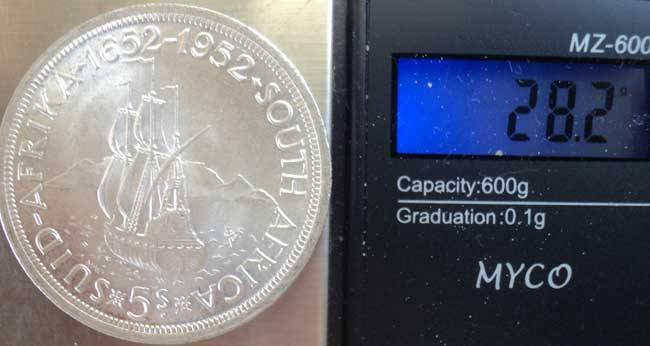 SUID-AFRIKA·1652-1952·SOUTH AFRICA
5s
MZ-600
28.2 g
Capacity:600g
Graduation:0.1g
MYCO